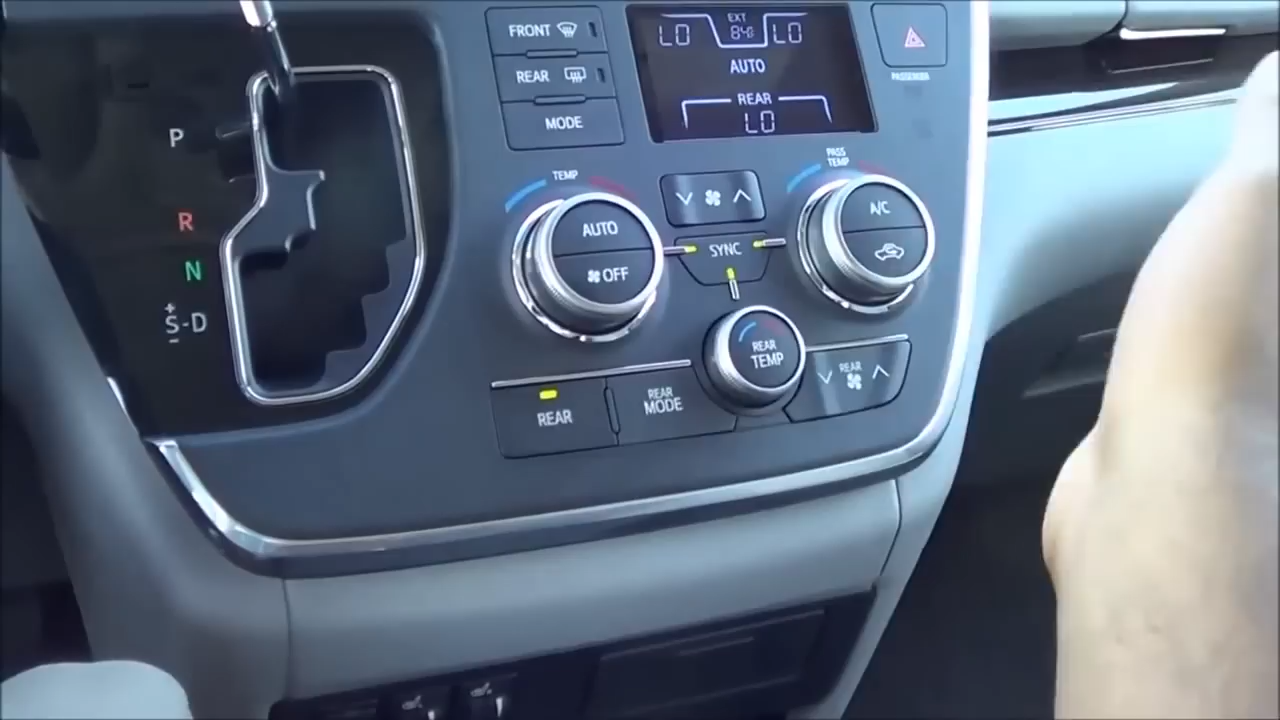 P
R
N
+
S-D
-
FRONT
REAR
MODE
LO
EXT
84°
LO
AUTO
REAR
LO
PASSENGER
TEMP
AUTO
OFF
SYNC
PASS
TEMP
A/C
REAR
TEMP
REAR
REAR
REAR
MODE